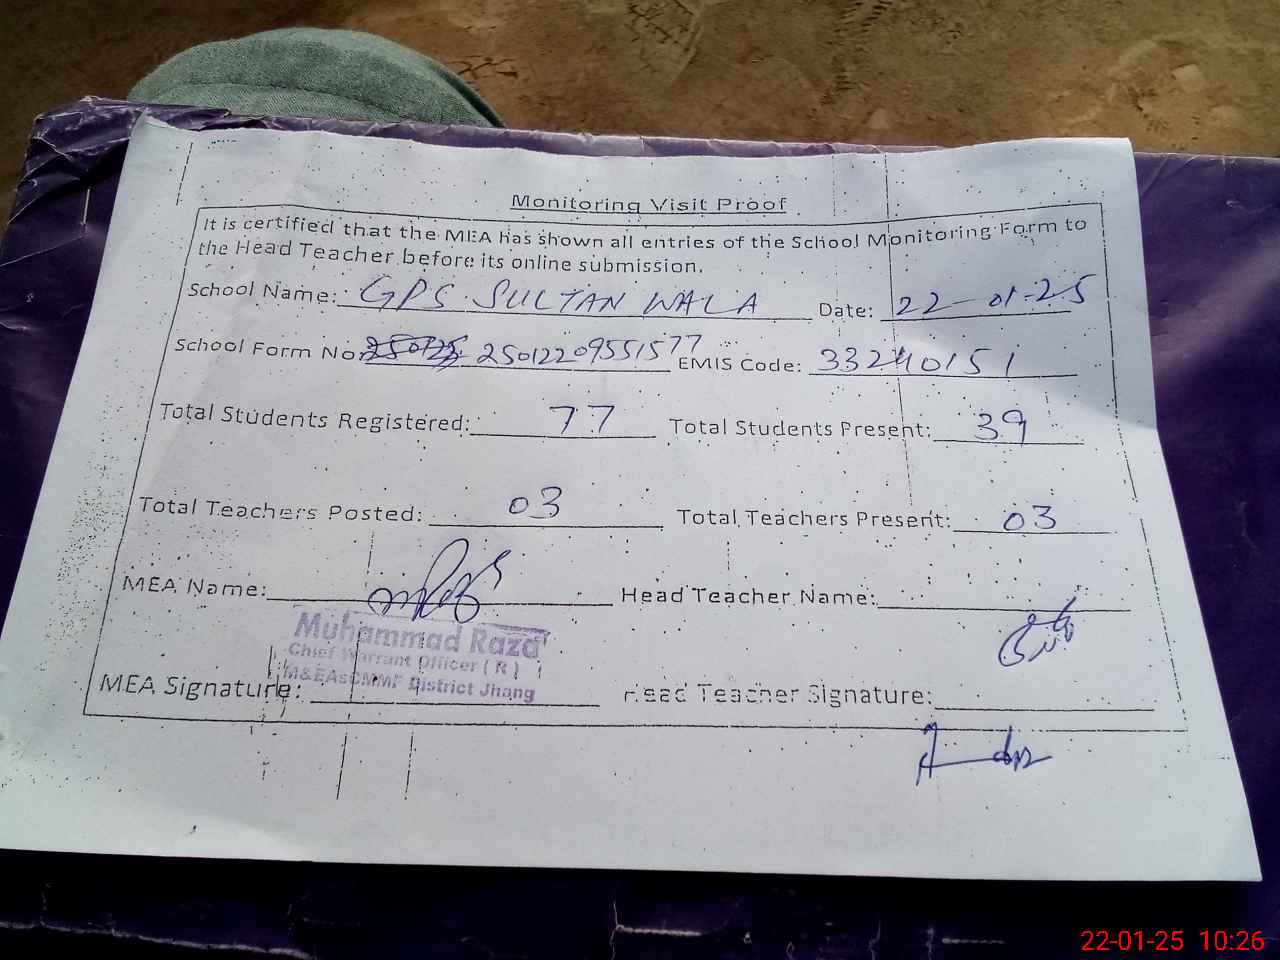 Monitoring Visit Proof
It is certified that the MEA has shown all entries of the School Monitoring Form to
the Head Teacher before its online submission.
School Name: GPS SULTAN WALA Date: 22-01-25
School Form No: 25012209551577 EMIS Code: 33240151
Total Students Registered: 77 Total Students Present: 39
Total Teachers Posted: 03 Total Teachers Present: 03
MEA Name: Head Teacher Name:
Muhammad Raza
Chief Warrant Officer ( R )
M&EAs CMMF District Jhang
MEA Signature: Head Teacher Signature:
22-01-25 10:26